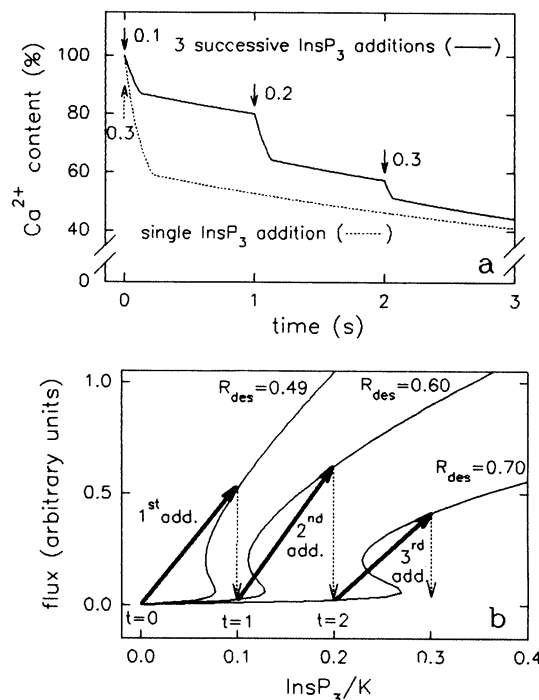 0.1
3 successive InsP₃ additions (—)
0.2
0.3
0.3
single InsP₃ addition (┈┈)
Ca²⁺ content (%)
100
80
60
40
0
0
1
2
3
time (s)
a
flux (arbitrary units)
1.0
0.5
0.0
R_des=0.49
R_des=0.60
R_des=0.70
1ˢᵗ add.
2ⁿᵈ add.
3ʳᵈ add
t=0
t=1
t=2
b
0.0
0.1
0.2
0.3
0.4
InsP₃/K